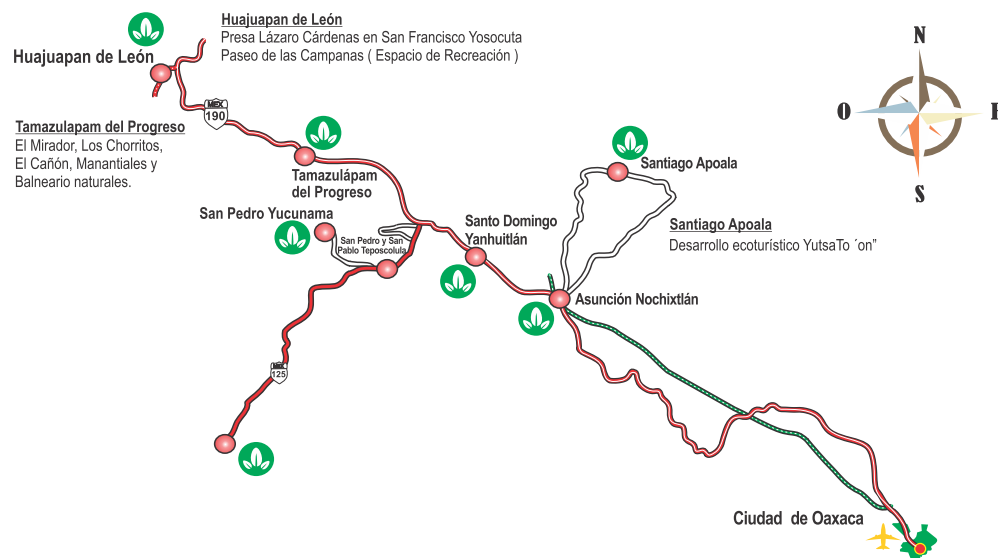 Huajuapan de León
Presa Lázaro Cárdenas en San Francisco Yosocuta
Paseo de las Campanas ( Espacio de Recreación )
Huajuapan de León
MEX
190
Tamazulapam del Progreso
El Mirador, Los Chorritos,
El Cañón, Manantiales y
Balneario naturales.
Tamazulápam
del Progreso
San Pedro Yucunama
San Pedro y San
Pablo Teposcolula
Santo Domingo
Yanhuitlán
Santiago Apoala
Santiago Apoala
Desarrollo ecoturístico YutsaTo ´on”
Asunción Nochixtlán
MEX
125
Ciudad de Oaxaca
N
O
E
S